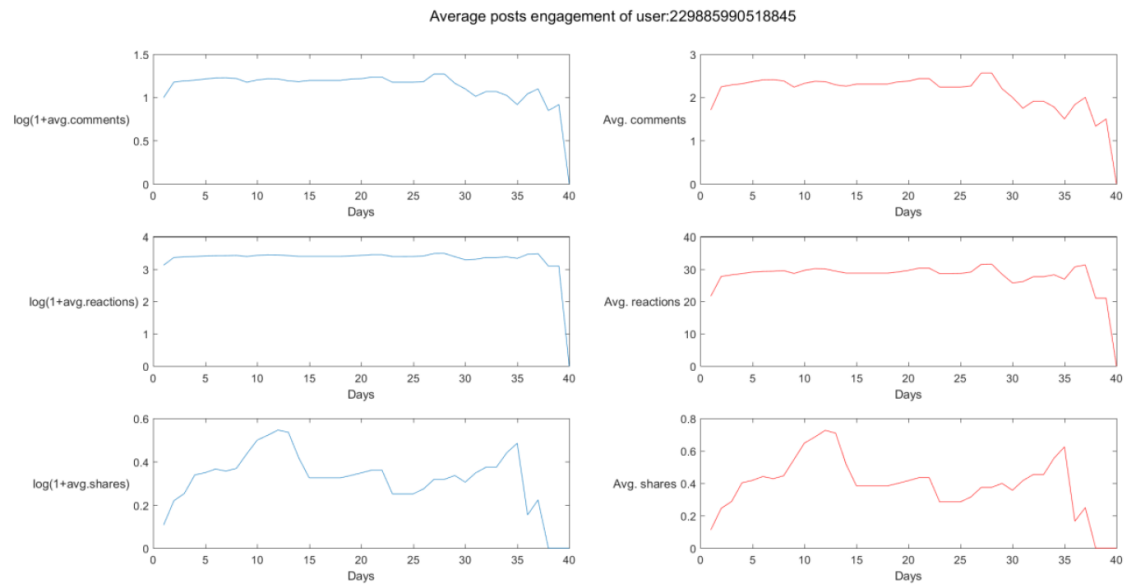 Average posts engagement of user:229885990518845
1.5
1
0.5
0
log(1+avg.comments)
0 5 10 15 20 25 30 35 40
Days
3
2
1
0
Avg. comments
0 5 10 15 20 25 30 35 40
Days
4
3
2
1
0
log(1+avg.reactions)
0 5 10 15 20 25 30 35 40
Days
40
30
20
10
0
Avg. reactions
0 5 10 15 20 25 30 35 40
Days
0.6
0.4
0.2
0
log(1+avg.shares)
0 5 10 15 20 25 30 35 40
Days
0.8
0.6
0.4
0.2
0
Avg. shares
0 5 10 15 20 25 30 35 40
Days